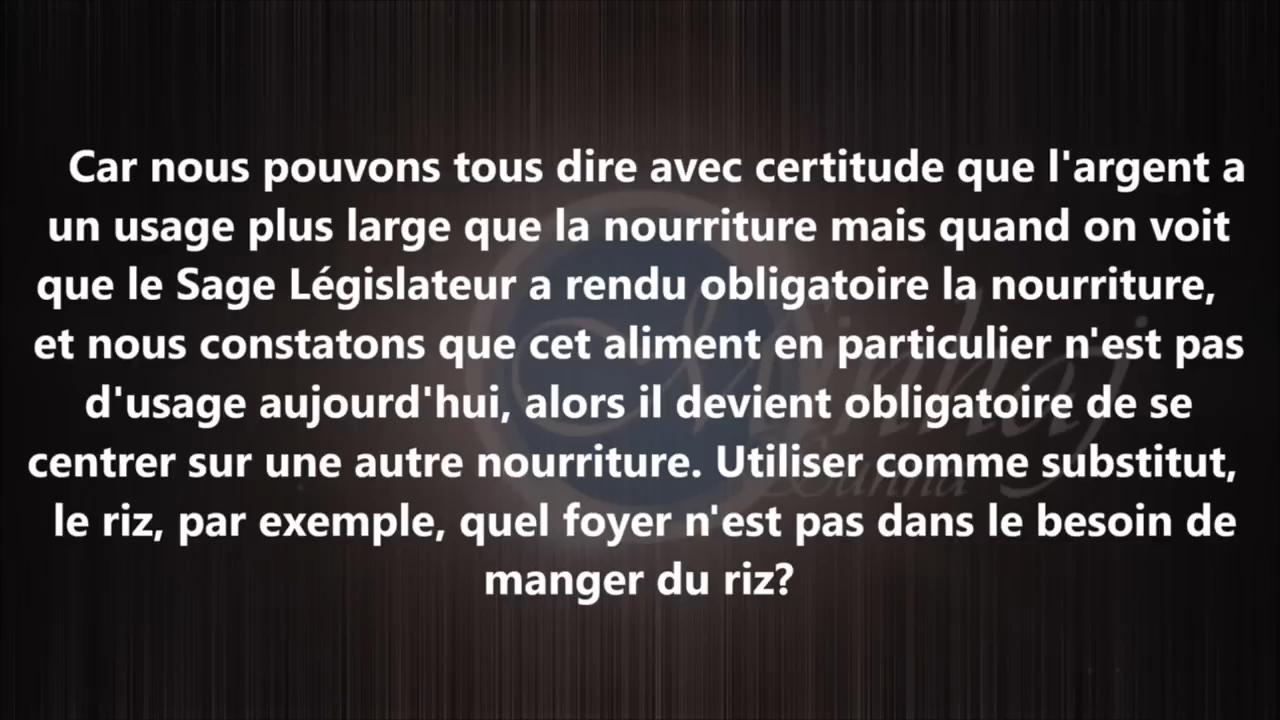 Car nous pouvons tous dire avec certitude que l'argent a
un usage plus large que la nourriture mais quand on voit
que le Sage Législateur a rendu obligatoire la nourriture,
et nous constatons que cet aliment en particulier n'est pas
d'usage aujourd'hui, alors il devient obligatoire de se
centrer sur une autre nourriture. Utiliser comme substitut,
le riz, par exemple, quel foyer n'est pas dans le besoin de
manger du riz?
Minhaj
Sunna